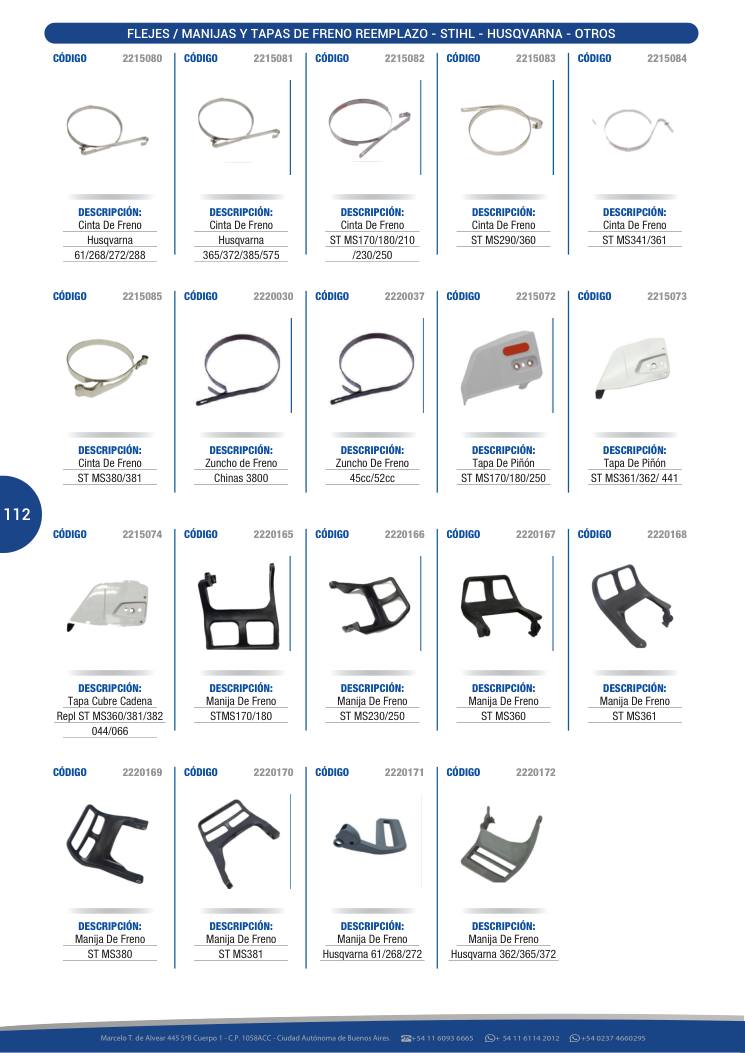 FLEJES / MANIJAS Y TAPAS DE FRENO REEMPLAZO - STIHL - HUSQVARNA - OTROS
CÓDIGO 2215080
DESCRIPCIÓN:
Cinta De Freno
Husqvarna
61/268/272/288
CÓDIGO 2215081
DESCRIPCIÓN:
Cinta De Freno
Husqvarna
365/372/385/575
CÓDIGO 2215082
DESCRIPCIÓN:
Cinta De Freno
ST MS170/180/210
/230/250
CÓDIGO 2215083
DESCRIPCIÓN:
Cinta De Freno
ST MS290/360
CÓDIGO 2215084
DESCRIPCIÓN:
Cinta De Freno
ST MS341/361
CÓDIGO 2215085
DESCRIPCIÓN:
Cinta De Freno
ST MS380/381
CÓDIGO 2220030
DESCRIPCIÓN:
Zuncho de Freno
Chinas 3800
CÓDIGO 2220037
DESCRIPCIÓN:
Zuncho De Freno
45cc/52cc
CÓDIGO 2215072
DESCRIPCIÓN:
Tapa De Piñón
ST MS170/180/250
CÓDIGO 2215073
DESCRIPCIÓN:
Tapa De Piñón
ST MS361/362/ 441
112
CÓDIGO 2215074
DESCRIPCIÓN:
Tapa Cubre Cadena
Repl ST MS360/381/382
044/066
CÓDIGO 2220165
DESCRIPCIÓN:
Manija De Freno
STMS170/180
CÓDIGO 2220166
DESCRIPCIÓN:
Manija De Freno
ST MS230/250
CÓDIGO 2220167
DESCRIPCIÓN:
Manija De Freno
ST MS360
CÓDIGO 2220168
DESCRIPCIÓN:
Manija De Freno
ST MS361
CÓDIGO 2220169
DESCRIPCIÓN:
Manija De Freno
ST MS380
CÓDIGO 2220170
DESCRIPCIÓN:
Manija De Freno
ST MS381
CÓDIGO 2220171
DESCRIPCIÓN:
Manija De Freno
Husqvarna 61/268/272
CÓDIGO 2220172
DESCRIPCIÓN:
Manija De Freno
Husqvarna 362/365/372
Marcelo T. de Alvear 445 5ºB Cuerpo 1 - C.P. 1058ACC - Ciudad Autónoma de Buenos Aires. +54 11 6093 6665 + 54 11 6114 2012 +54 0237 4660295